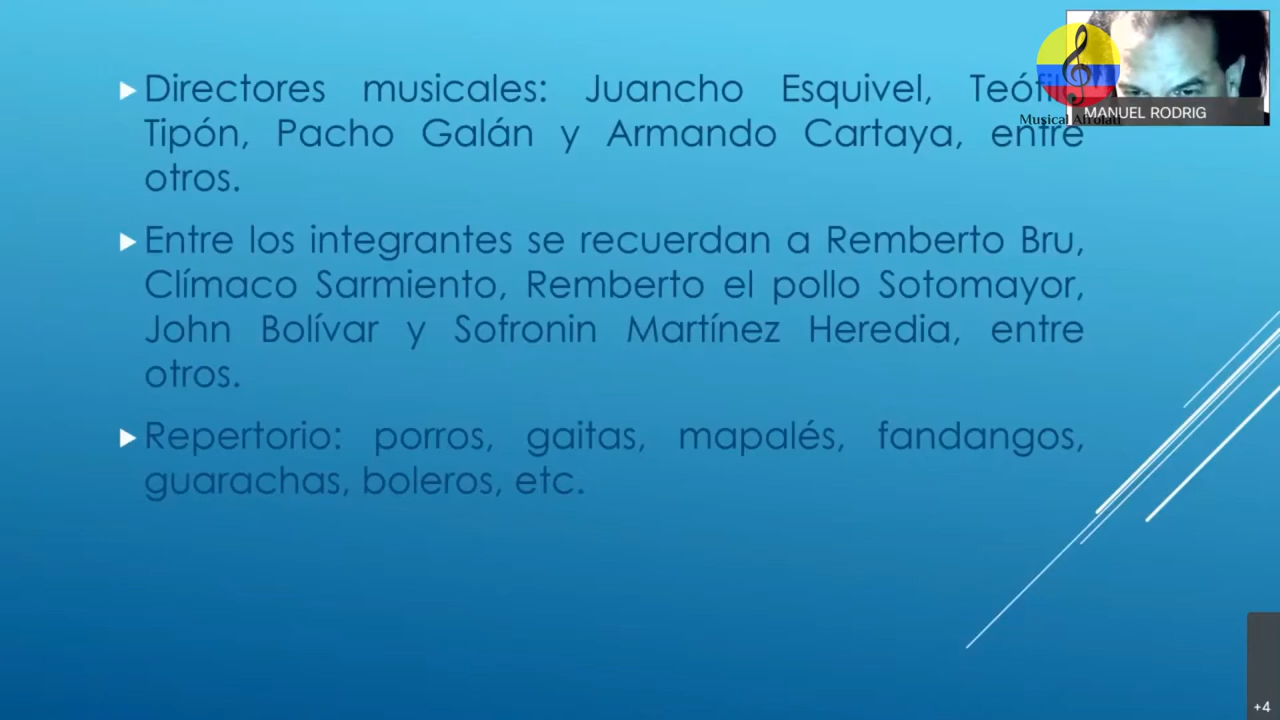 Directores musicales: Juancho Esquivel,
Tipón, Pacho Galán y Armando Cartaya, entre
otros.
Entre los integrantes se recuerdan a Remberto Bru,
Clímaco Sarmiento, Remberto el pollo Sotomayor,
John Bolívar y Sofronin Martínez Heredia, entre
otros.
Repertorio: porros, gaitas, mapalés, fandangos,
guarachas, boleros, etc.
MANUEL RODRIG
Musical
+4